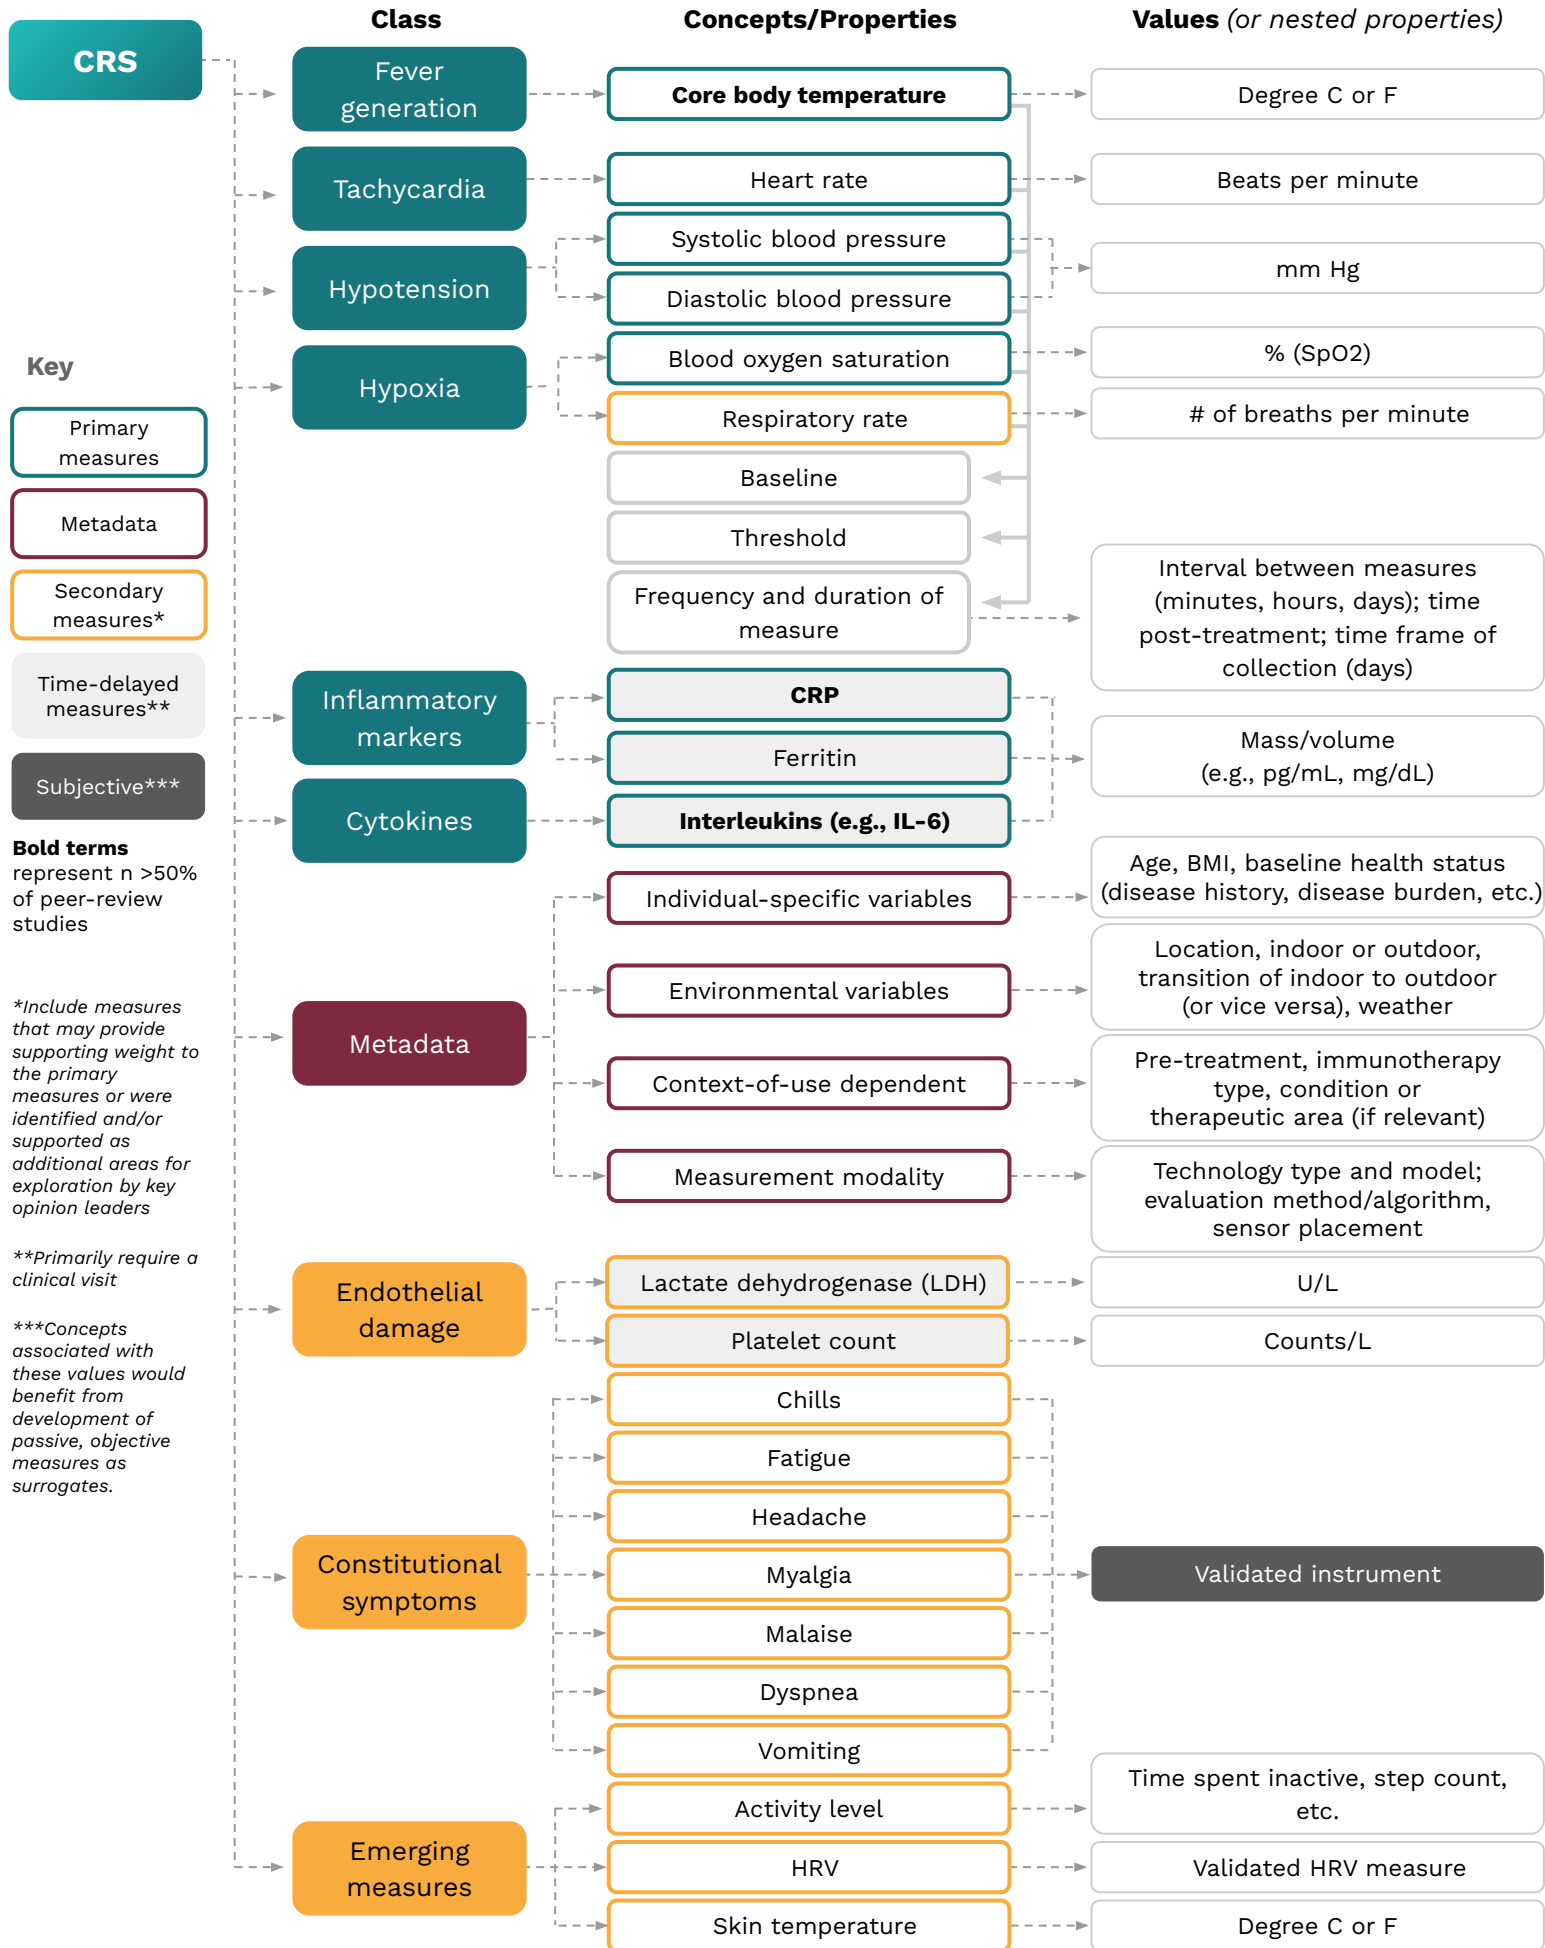 Class
Concepts/Properties
Values (or nested properties)
CRS
Fever
generation
Core body temperature
Degree C or F
Tachycardia
Heart rate
Beats per minute
Hypotension
Systolic blood pressure
Diastolic blood pressure
mm Hg
Hypoxia
Blood oxygen saturation
% (SpO2)
Respiratory rate
# of breaths per minute
Baseline
Threshold
Frequency and duration of
measure
Interval between measures
(minutes, hours, days); time
post-treatment; time frame of
collection (days)
Inflammatory
markers
CRP
Ferritin
Mass/volume
(e.g., pg/mL, mg/dL)
Cytokines
Interleukins (e.g., IL-6)
Metadata
Individual-specific variables
Age, BMI, baseline health status
(disease history, disease burden, etc.)
Environmental variables
Location, indoor or outdoor,
transition of indoor to outdoor
(or vice versa), weather
Context-of-use dependent
Pre-treatment, immunotherapy
type, condition or
therapeutic area (if relevant)
Measurement modality
Technology type and model;
evaluation method/algorithm,
sensor placement
Endothelial
damage
Lactate dehydrogenase (LDH)
U/L
Platelet count
Counts/L
Constitutional
symptoms
Chills
Fatigue
Headache
Myalgia
Malaise
Dyspnea
Vomiting
Validated instrument
Emerging
measures
Activity level
Time spent inactive, step count,
etc.
HRV
Validated HRV measure
Skin temperature
Degree C or F
Key
Primary
measures
Metadata
Secondary
measures*
Time-delayed
measures**
Subjective***
Bold terms
represent n >50%
of peer-review
studies
*Include measures
that may provide
supporting weight to
the primary
measures or were
identified and/or
supported as
additional areas for
exploration by key
opinion leaders
**Primarily require a
clinical visit
***Concepts
associated with
these values would
benefit from
development of
passive, objective
measures as
surrogates.